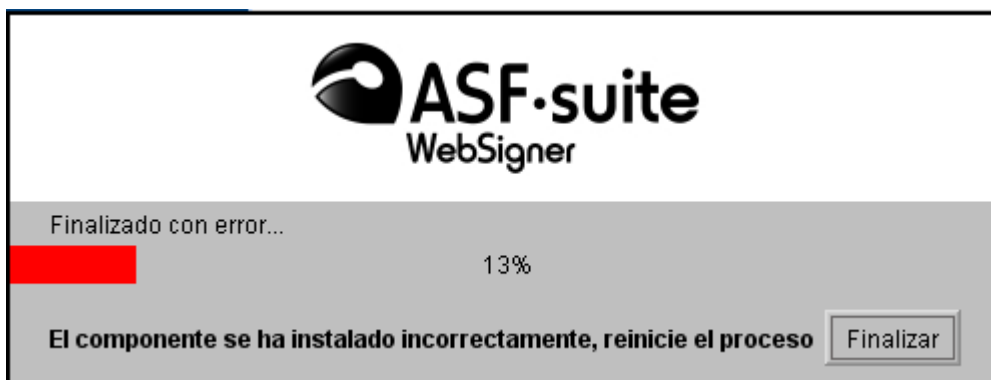 ASF·suite
WebSigner
Finalizado con error...
13%
El componente se ha instalado incorrectamente, reinicie el proceso Finalizar